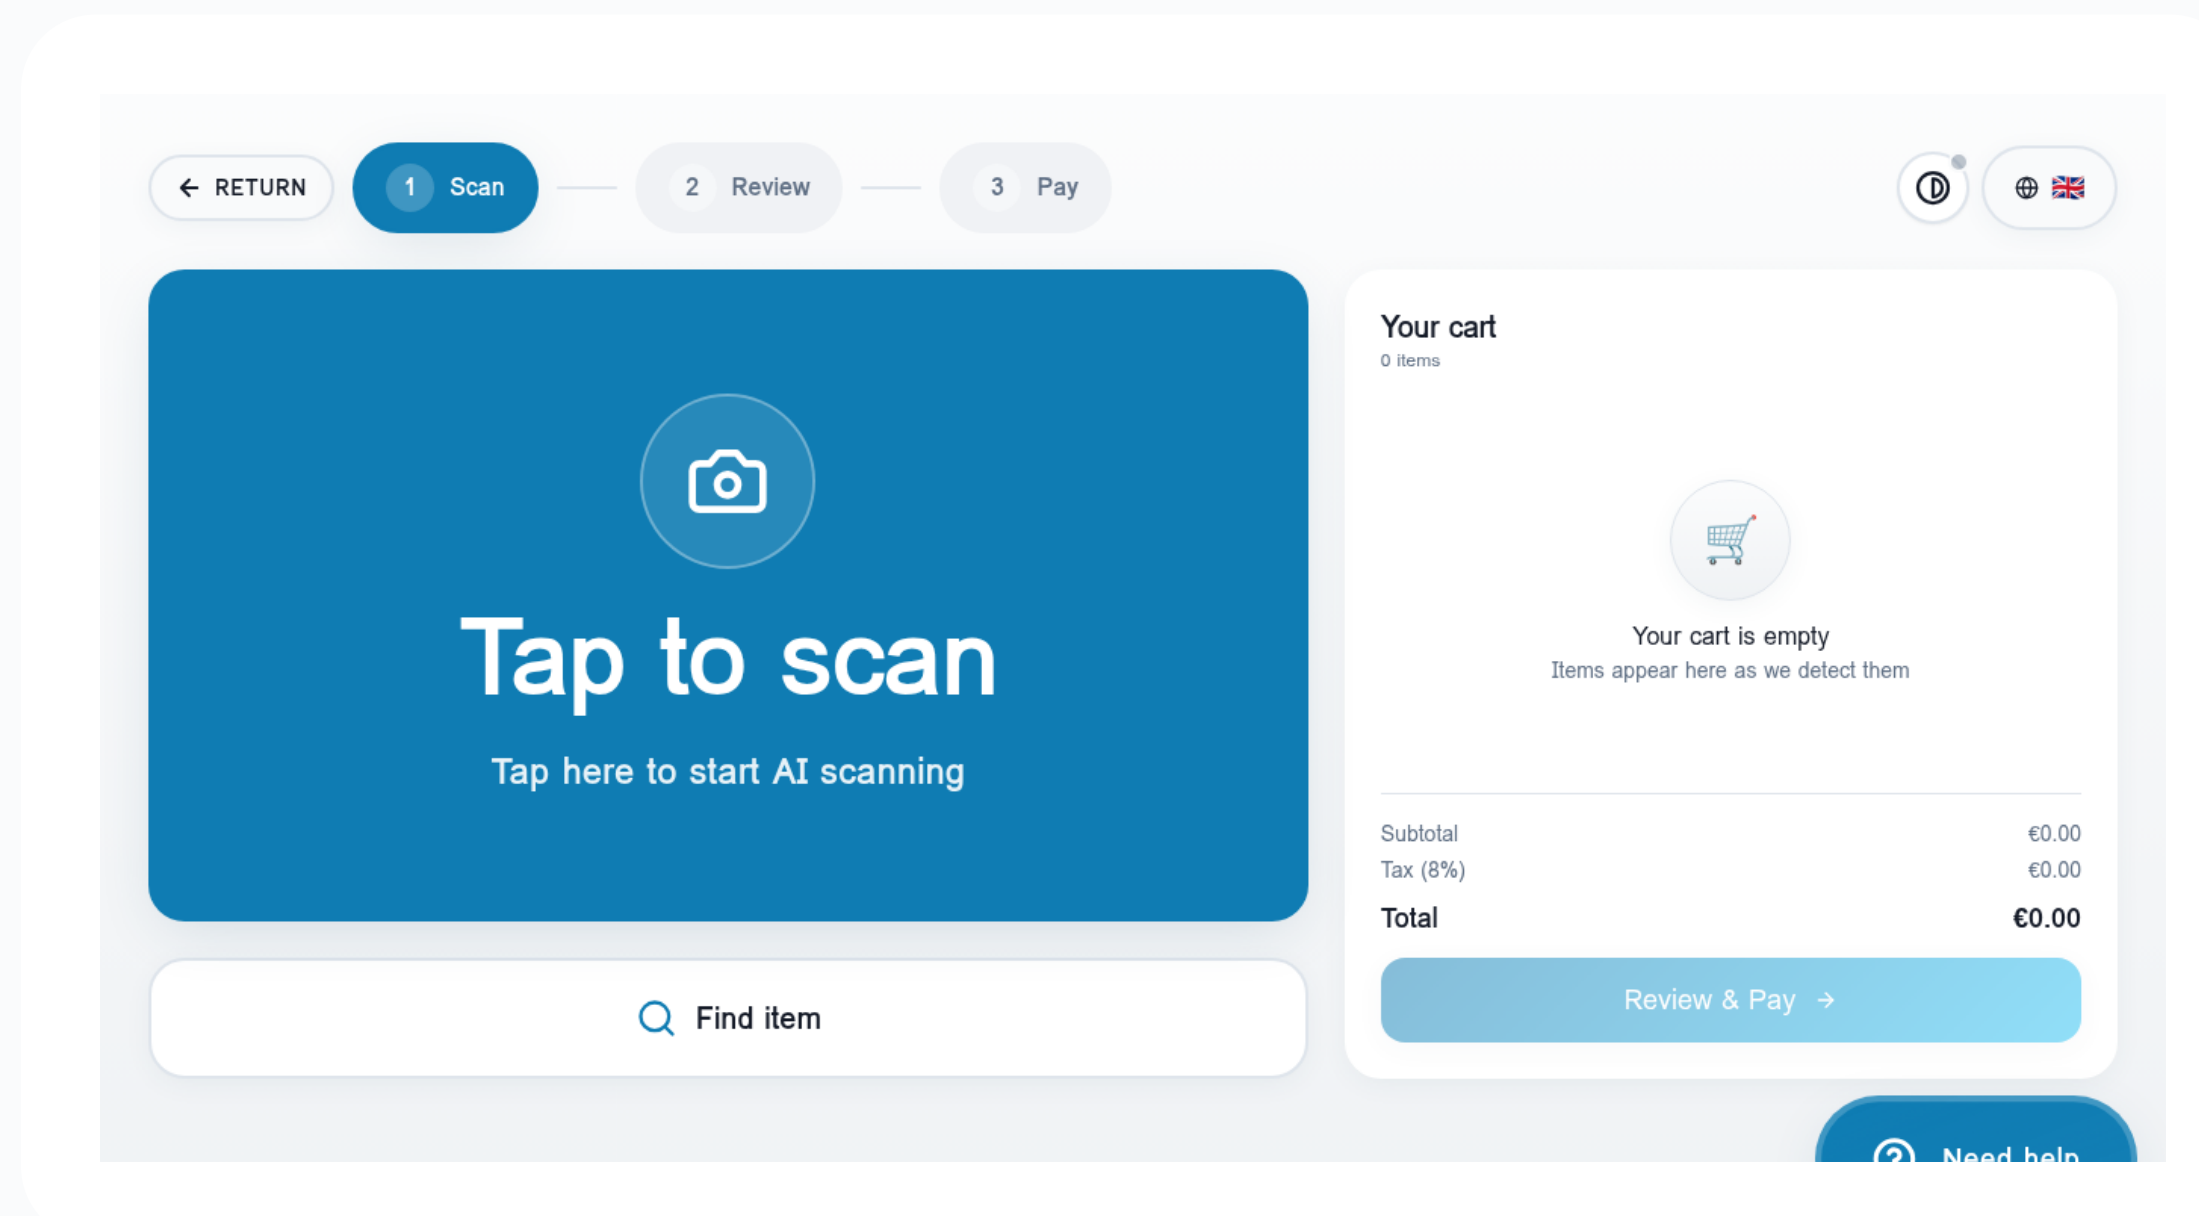 RETURN
1 Scan
2 Review
3 Pay
Tap to scan
Tap here to start AI scanning
Find item
Your cart
0 items
Your cart is empty
Items appear here as we detect them
Subtotal €0.00
Tax (8%) €0.00
Total €0.00
Review & Pay →
Need help